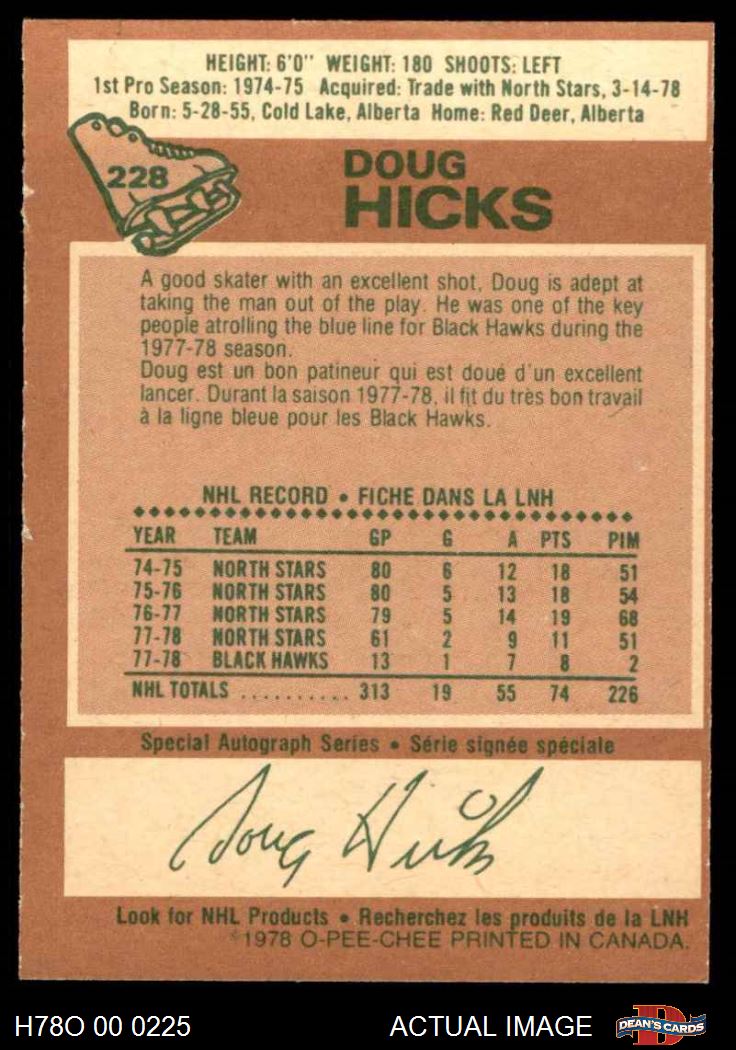 HEIGHT: 6'0" WEIGHT: 180 SHOOTS: LEFT
1st Pro Season: 1974-75 Acquired: Trade with North Stars, 3-14-78
Born: 5-28-55, Cold Lake, Alberta Home: Red Deer, Alberta
228
DOUG
HICKS
A good skater with an excellent shot, Doug is adept at
taking the man out of the play. He was one of the key
people atrolling the blue line for Black Hawks during the
1977-78 season.
Doug est un bon patineur qui est doué d'un excellent
lancer. Durant la saison 1977-78, il fit du très bon travail
à la ligne bleue pour les Black Hawks.
NHL RECORD • FICHE DANS LA LNH
YEAR TEAM GP G A PTS PIM
74-75 NORTH STARS 80 6 12 18 51
75-76 NORTH STARS 80 5 13 18 54
76-77 NORTH STARS 79 5 14 19 68
77-78 NORTH STARS 61 2 9 11 51
77-78 BLACK HAWKS 13 1 7 8 2
NHL TOTALS .......... 313 19 55 74 226
Special Autograph Series • Série signée spéciale
Doug Hicks
Look for NHL Products • Recherchez les produits de la LNH
©1978 O-PEE-CHEE PRINTED IN CANADA.
H78O 00 0225 ACTUAL IMAGE D DEAN'S CARDS